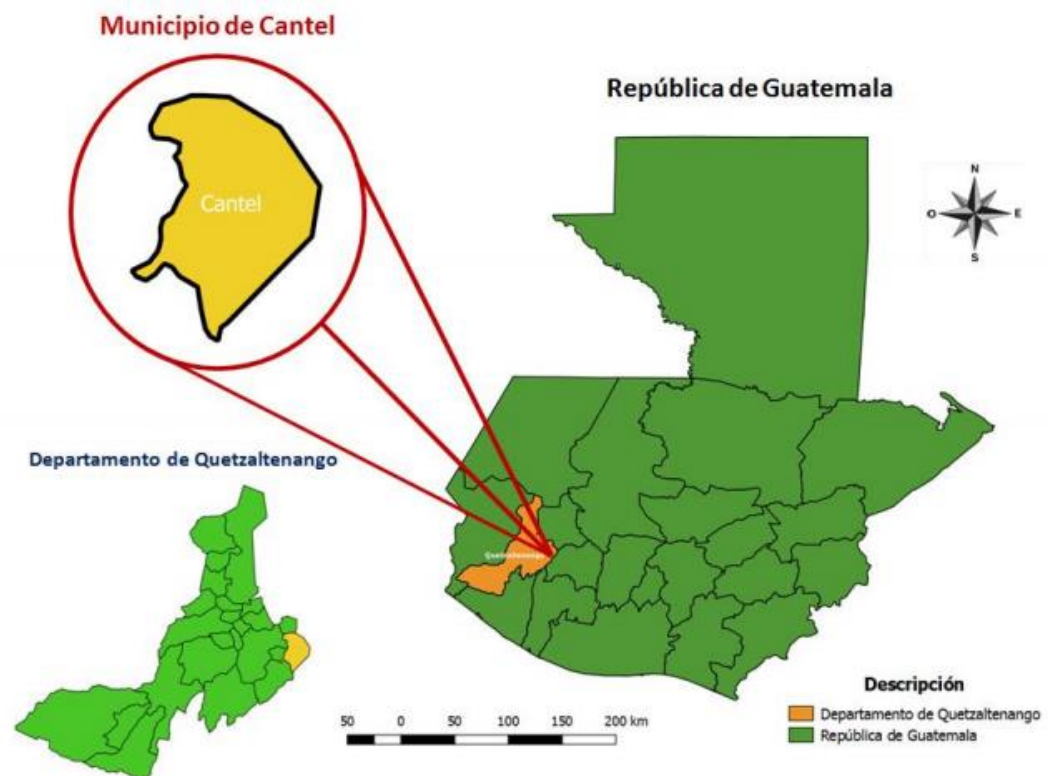 Municipio de Cantel
República de Guatemala
Cantel
N
O
E
S
Departamento de Quetzaltenango
Quetzaltenango
Descripción
Departamento de Quetzaltenango
República de Guatemala
50 0 50 100 150 200 km